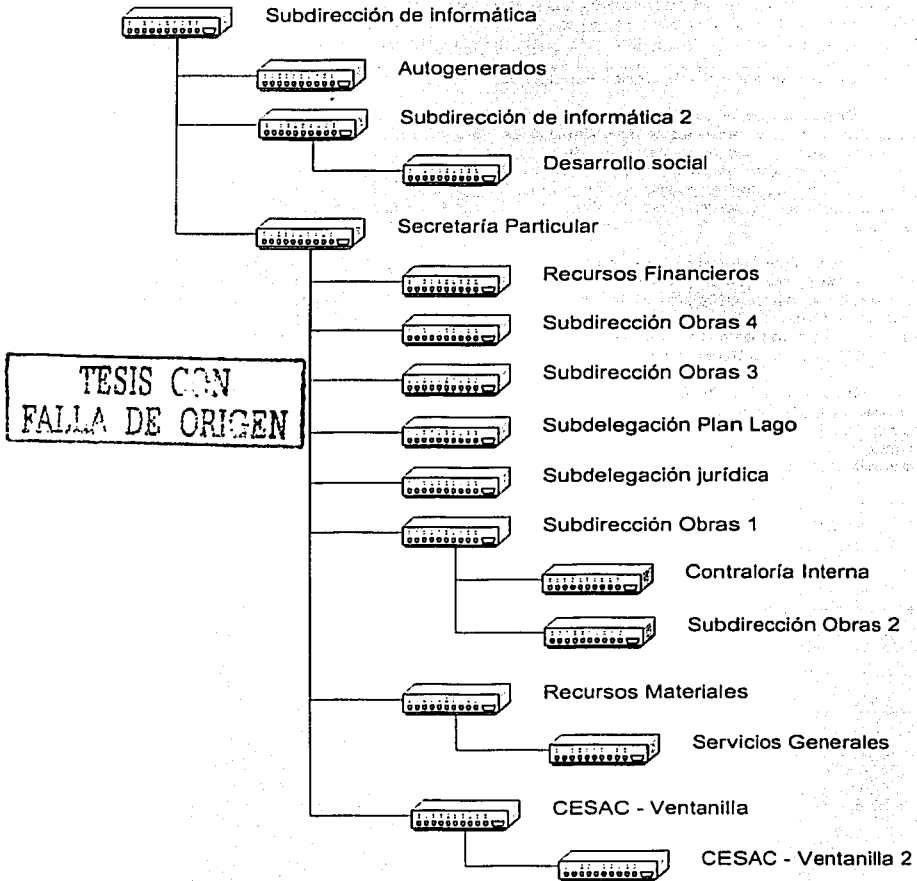 Subdirección de informática
Autogenerados
Subdirección de informática 2
Desarrollo social
Secretaría Particular
Recursos Financieros
Subdirección Obras 4
Subdirección Obras 3
TESIS CON
FALLA DE ORIGEN
Subdelegación Plan Lago
Subdelegación jurídica
Subdirección Obras 1
Contraloría Interna
Subdirección Obras 2
Recursos Materiales
Servicios Generales
CESAC - Ventanilla
CESAC - Ventanilla 2